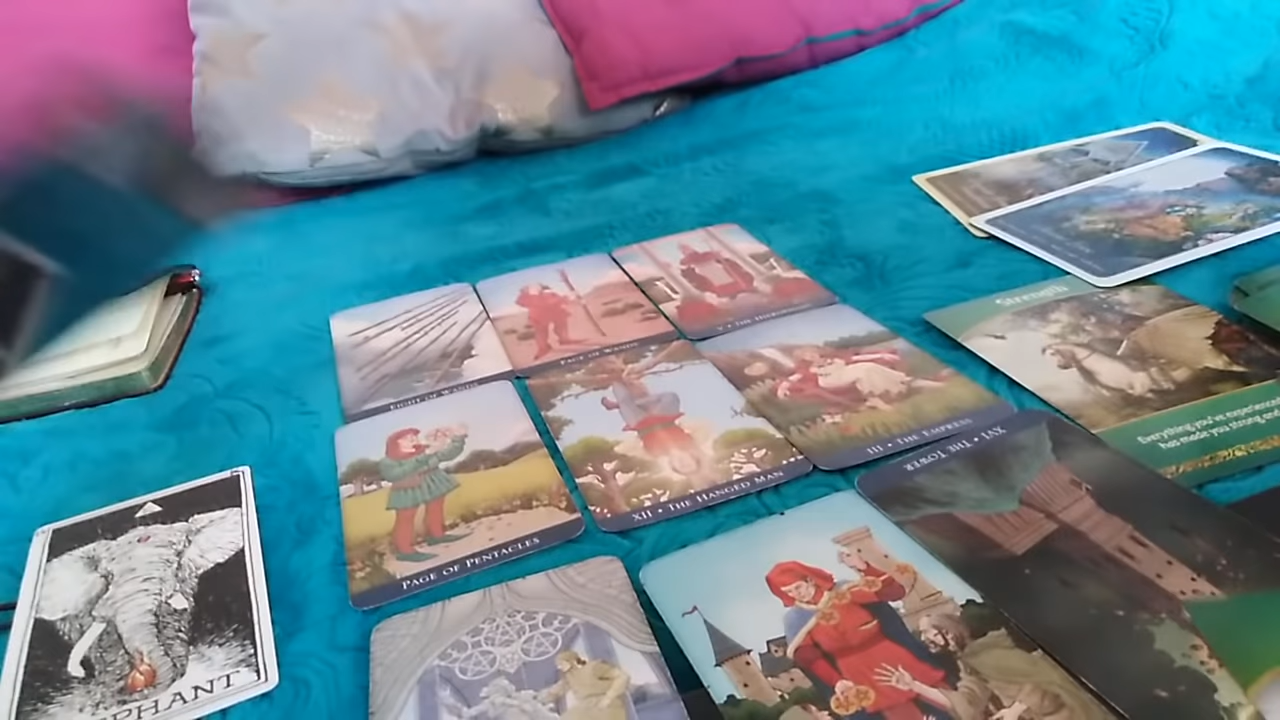 EIGHT OF WANDS
PAGE OF WANDS
V • THE HIEROPHANT
PAGE OF PENTACLES
XII • THE HANGED MAN
III • THE EMPRESS
XVI • THE TOWER
Strength
Everything you've experienced
has made you strong, and
PHANT